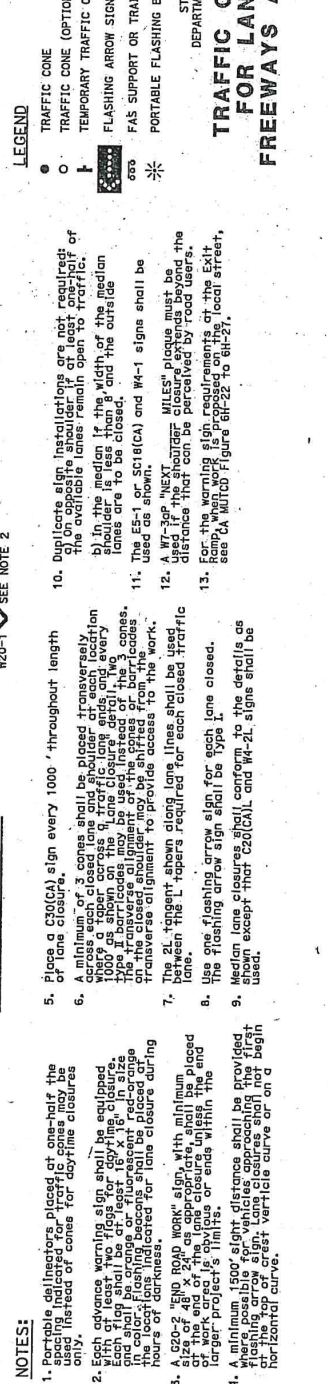 W20-1 SEE NOTE 2
NOTES:
1. Portable delineators placed at one-half the
spacing indicated for traffic cones may be
used instead of cones for daytime closures
only.
2. Each advance warning sign shall be equipped
with at least two flags for daytime closure.
Each flag shall be at least 16" x 16" in size
and shall be orange or fluorescent red-orange
in color. Flashing beacons shall be placed at
the locations indicated for lane closure during
hours of darkness.
3. A G20-2 "END ROAD WORK" sign, with minimum
size of 48" x 24" as appropriate, shall be placed
at the end of the lane closure unless the end
of work area is obvious or ends within the
larger project's limits.
4. A minimum 1500' sight distance shall be provided
where possible for vehicles approaching the first
flashing arrow sign. Lane closures shall not begin
at the top of crest verticle curve or on a
horizontal curve.
5. Place a C30(CA) sign every 1000 ' throughout length
of lane closure.
6. A minimum of 3 cones shall be placed transversely
across each closed lane and shoulder at each location
where a taper across a traffic lane ends and every
1000' as shown on the "Lane Closure" detail. Two
Type II barricades may be used instead of the 3 cones.
The transverse alignment of the cones or barricades
on the closed shoulder may be shifted from the
transverse alignment to provide access to the work.
7. The 2L tangent shown along lane lines shall be used
between the L tapers required for each closed traffic
lane.
8. Use one flashing arrow sign for each lane closed.
The flashing arrow sign shall be Type I.
9. Median lane closures shall conform to the details as
shown except that C20(CA)L and W4-2L signs shall be
used.
10. Duplicate sign installations are not required:
a) On opposite shoulder if at least one-half of
the available lanes remain open to traffic.
b) In the median if the width of the median
shoulder is less than 8' and the outside
lanes are to be closed.
11. The E5-1 or SC18(CA) and W4-1 signs shall be
used as shown.
12. A W7-3aP "NEXT MILES" plaque must be
used if the shoulder closure extends beyond the
distance that can be perceived by road users.
13. For the warning sign requirements at the Exit
Ramp, when work is proposed on the local street,
see CA MUTCD Figure 6H-22 to 6H-27.
LEGEND
TRAFFIC CONE
TRAFFIC CONE (OPTION
TEMPORARY TRAFFIC C
FLASHING ARROW SIGN
FAS SUPPORT OR TRA
PORTABLE FLASHING B
ST
DEPARTM
TRAFFIC C
FOR LAN
FREEWAYS A